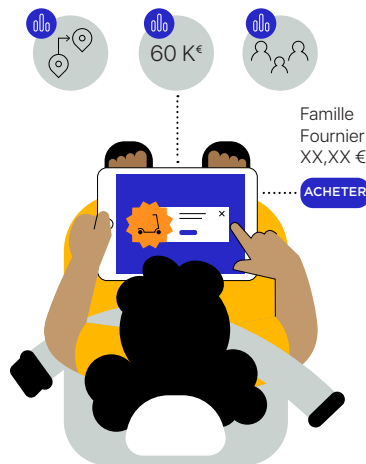 60 K€
Famille
Fournier
XX,XX €
ACHETER